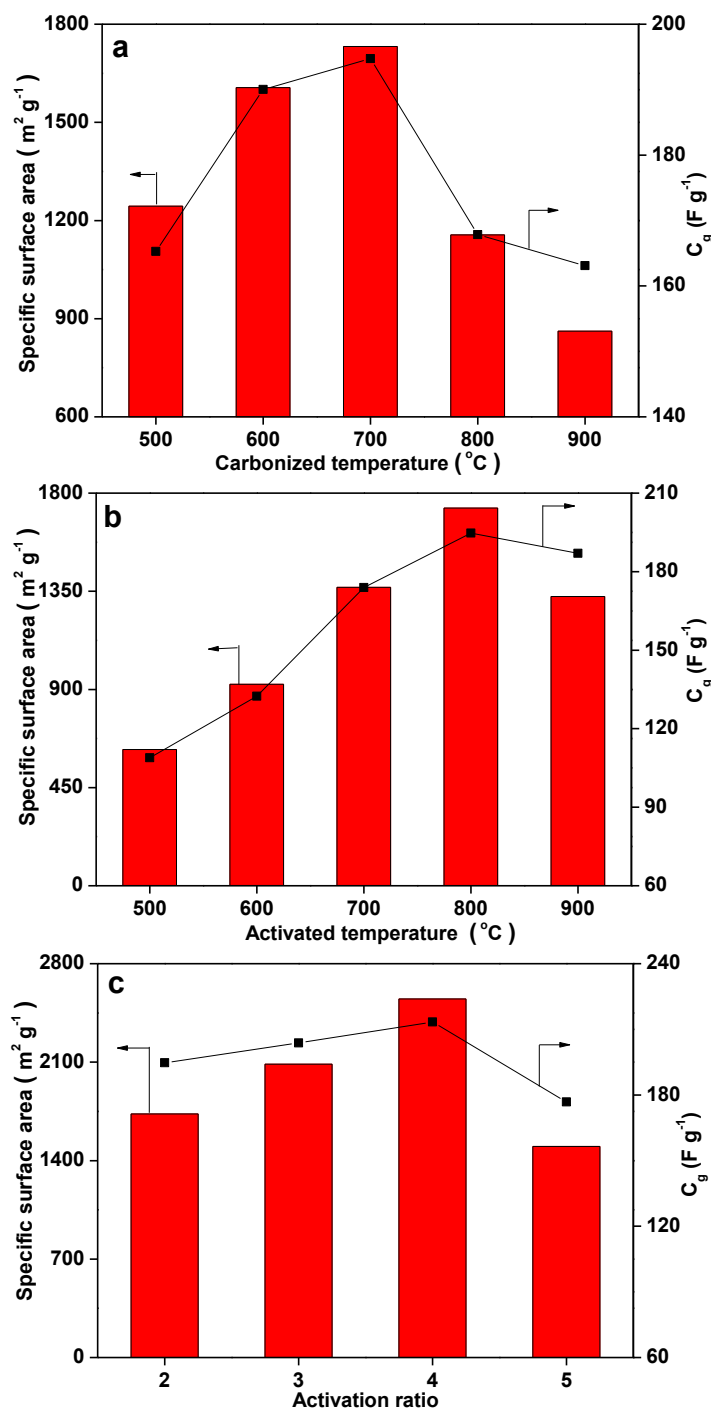 a
Specific surface area ( m² g⁻¹ )
1800
1500
1200
900
600
200
180
160
140
C_g (F g⁻¹)
500 600 700 800 900
Carbonized temperature ( °C )
b
Specific surface area ( m² g⁻¹ )
1800
1350
900
450
0
210
180
150
120
90
60
C_g (F g⁻¹)
500 600 700 800 900
Activated temperature ( °C )
c
Specific surface area ( m² g⁻¹ )
2800
2100
1400
700
0
240
180
120
60
C_g (F g⁻¹)
2 3 4 5
Activation ratio